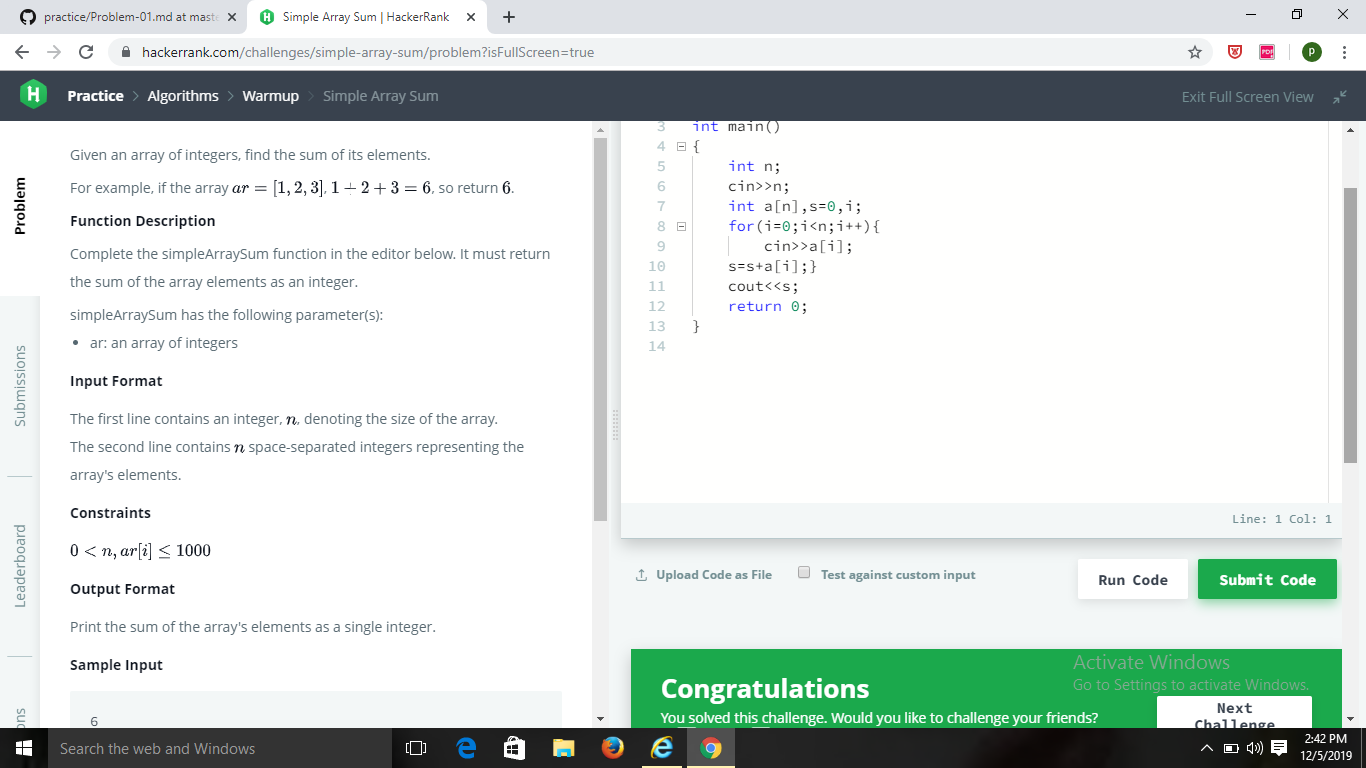 practice/Problem-01.md at mast
Simple Array Sum | HackerRank
hackerrank.com/challenges/simple-array-sum/problem?isFullScreen=true
PDF
P
H
Practice > Algorithms > Warmup > Simple Array Sum
Exit Full Screen View
Problem
Submissions
Leaderboard
ons
Given an array of integers, find the sum of its elements.
For example, if the array ar = [1, 2, 3], 1 + 2 + 3 = 6, so return 6.
Function Description
Complete the simpleArraySum function in the editor below. It must return
the sum of the array elements as an integer.
simpleArraySum has the following parameter(s):
• ar: an array of integers
Input Format
The first line contains an integer, n, denoting the size of the array.
The second line contains n space-separated integers representing the
array's elements.
Constraints
0 < n, ar[i] ≤ 1000
Output Format
Print the sum of the array's elements as a single integer.
Sample Input
6
3 int main()
4 {
5 int n;
6 cin>>n;
7 int a[n],s=0,i;
8 for(i=0;i<n;i++){
9 cin>>a[i];
10 s=s+a[i];}
11 cout<<s;
12 return 0;
13 }
14
Line: 1 Col: 1
Upload Code as File
Test against custom input
Run Code
Submit Code
Congratulations
You solved this challenge. Would you like to challenge your friends?
Next
Challenge
Activate Windows
Go to Settings to activate Windows.
Search the web and Windows
2:42 PM
12/5/2019